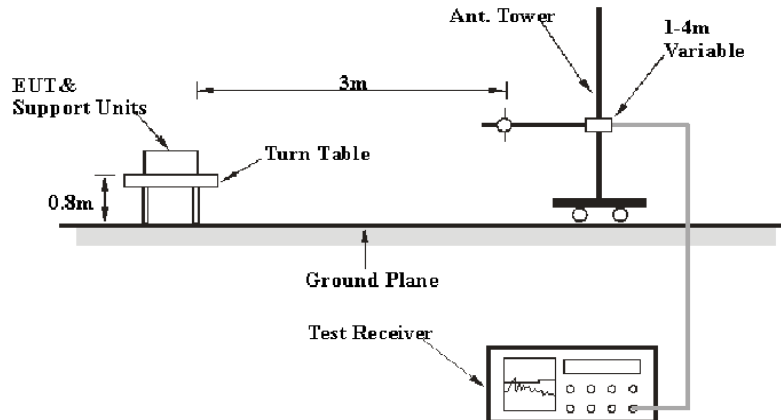 Ant. Tower
1-4m
Variable
EUT&
Support Units
3m
Turn Table
0.8m
Ground Plane
Test Receiver